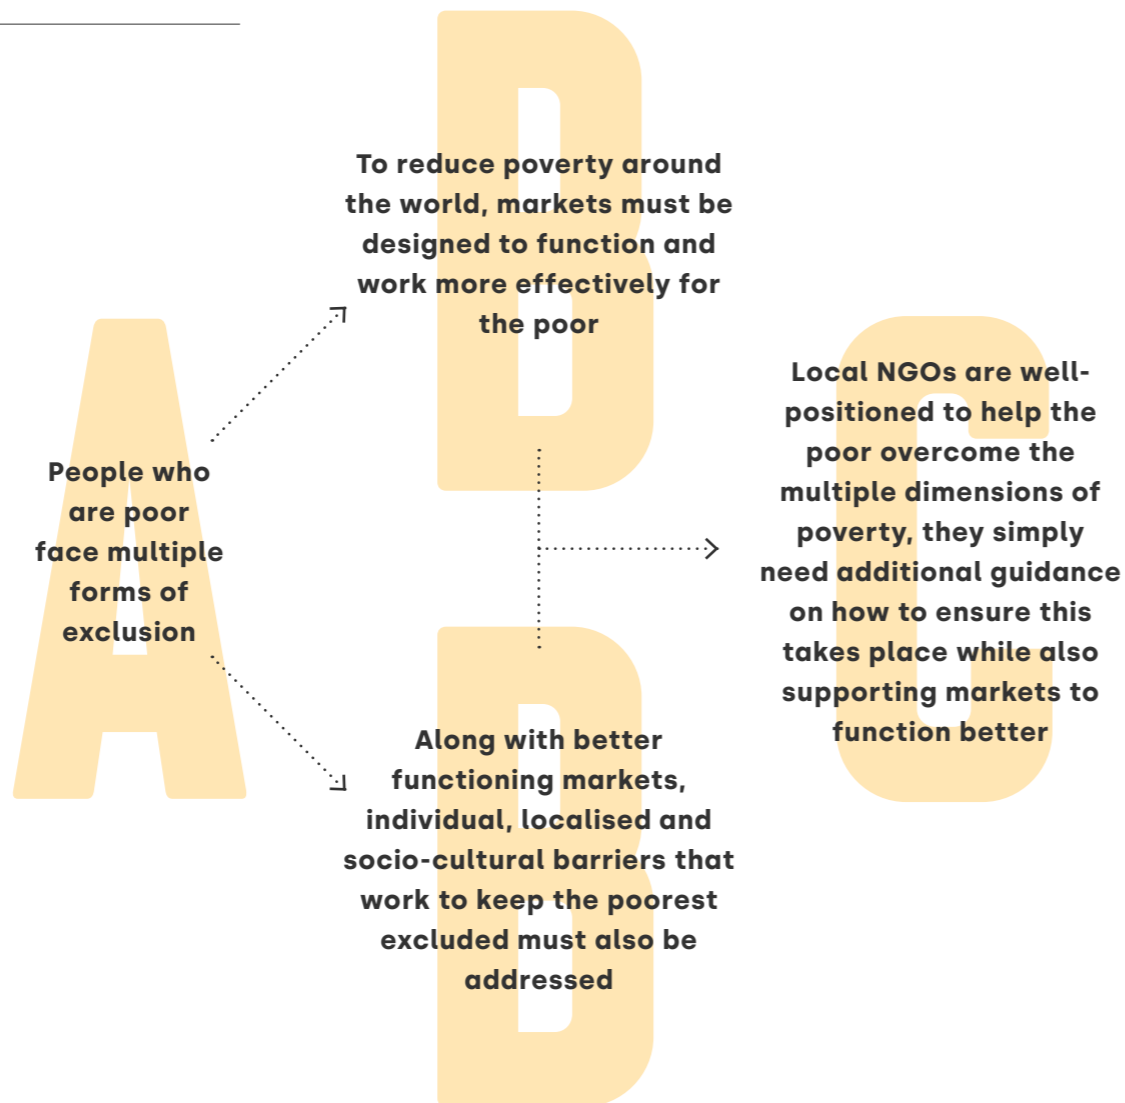 A
People who
are poor
face multiple
forms of
exclusion
B
To reduce poverty around
the world, markets must be
designed to function and
work more effectively for
the poor
B
Along with better
functioning markets,
individual, localised and
socio-cultural barriers that
work to keep the poorest
excluded must also be
addressed
C
Local NGOs are well-
positioned to help the
poor overcome the
multiple dimensions of
poverty, they simply
need additional guidance
on how to ensure this
takes place while also
supporting markets to
function better